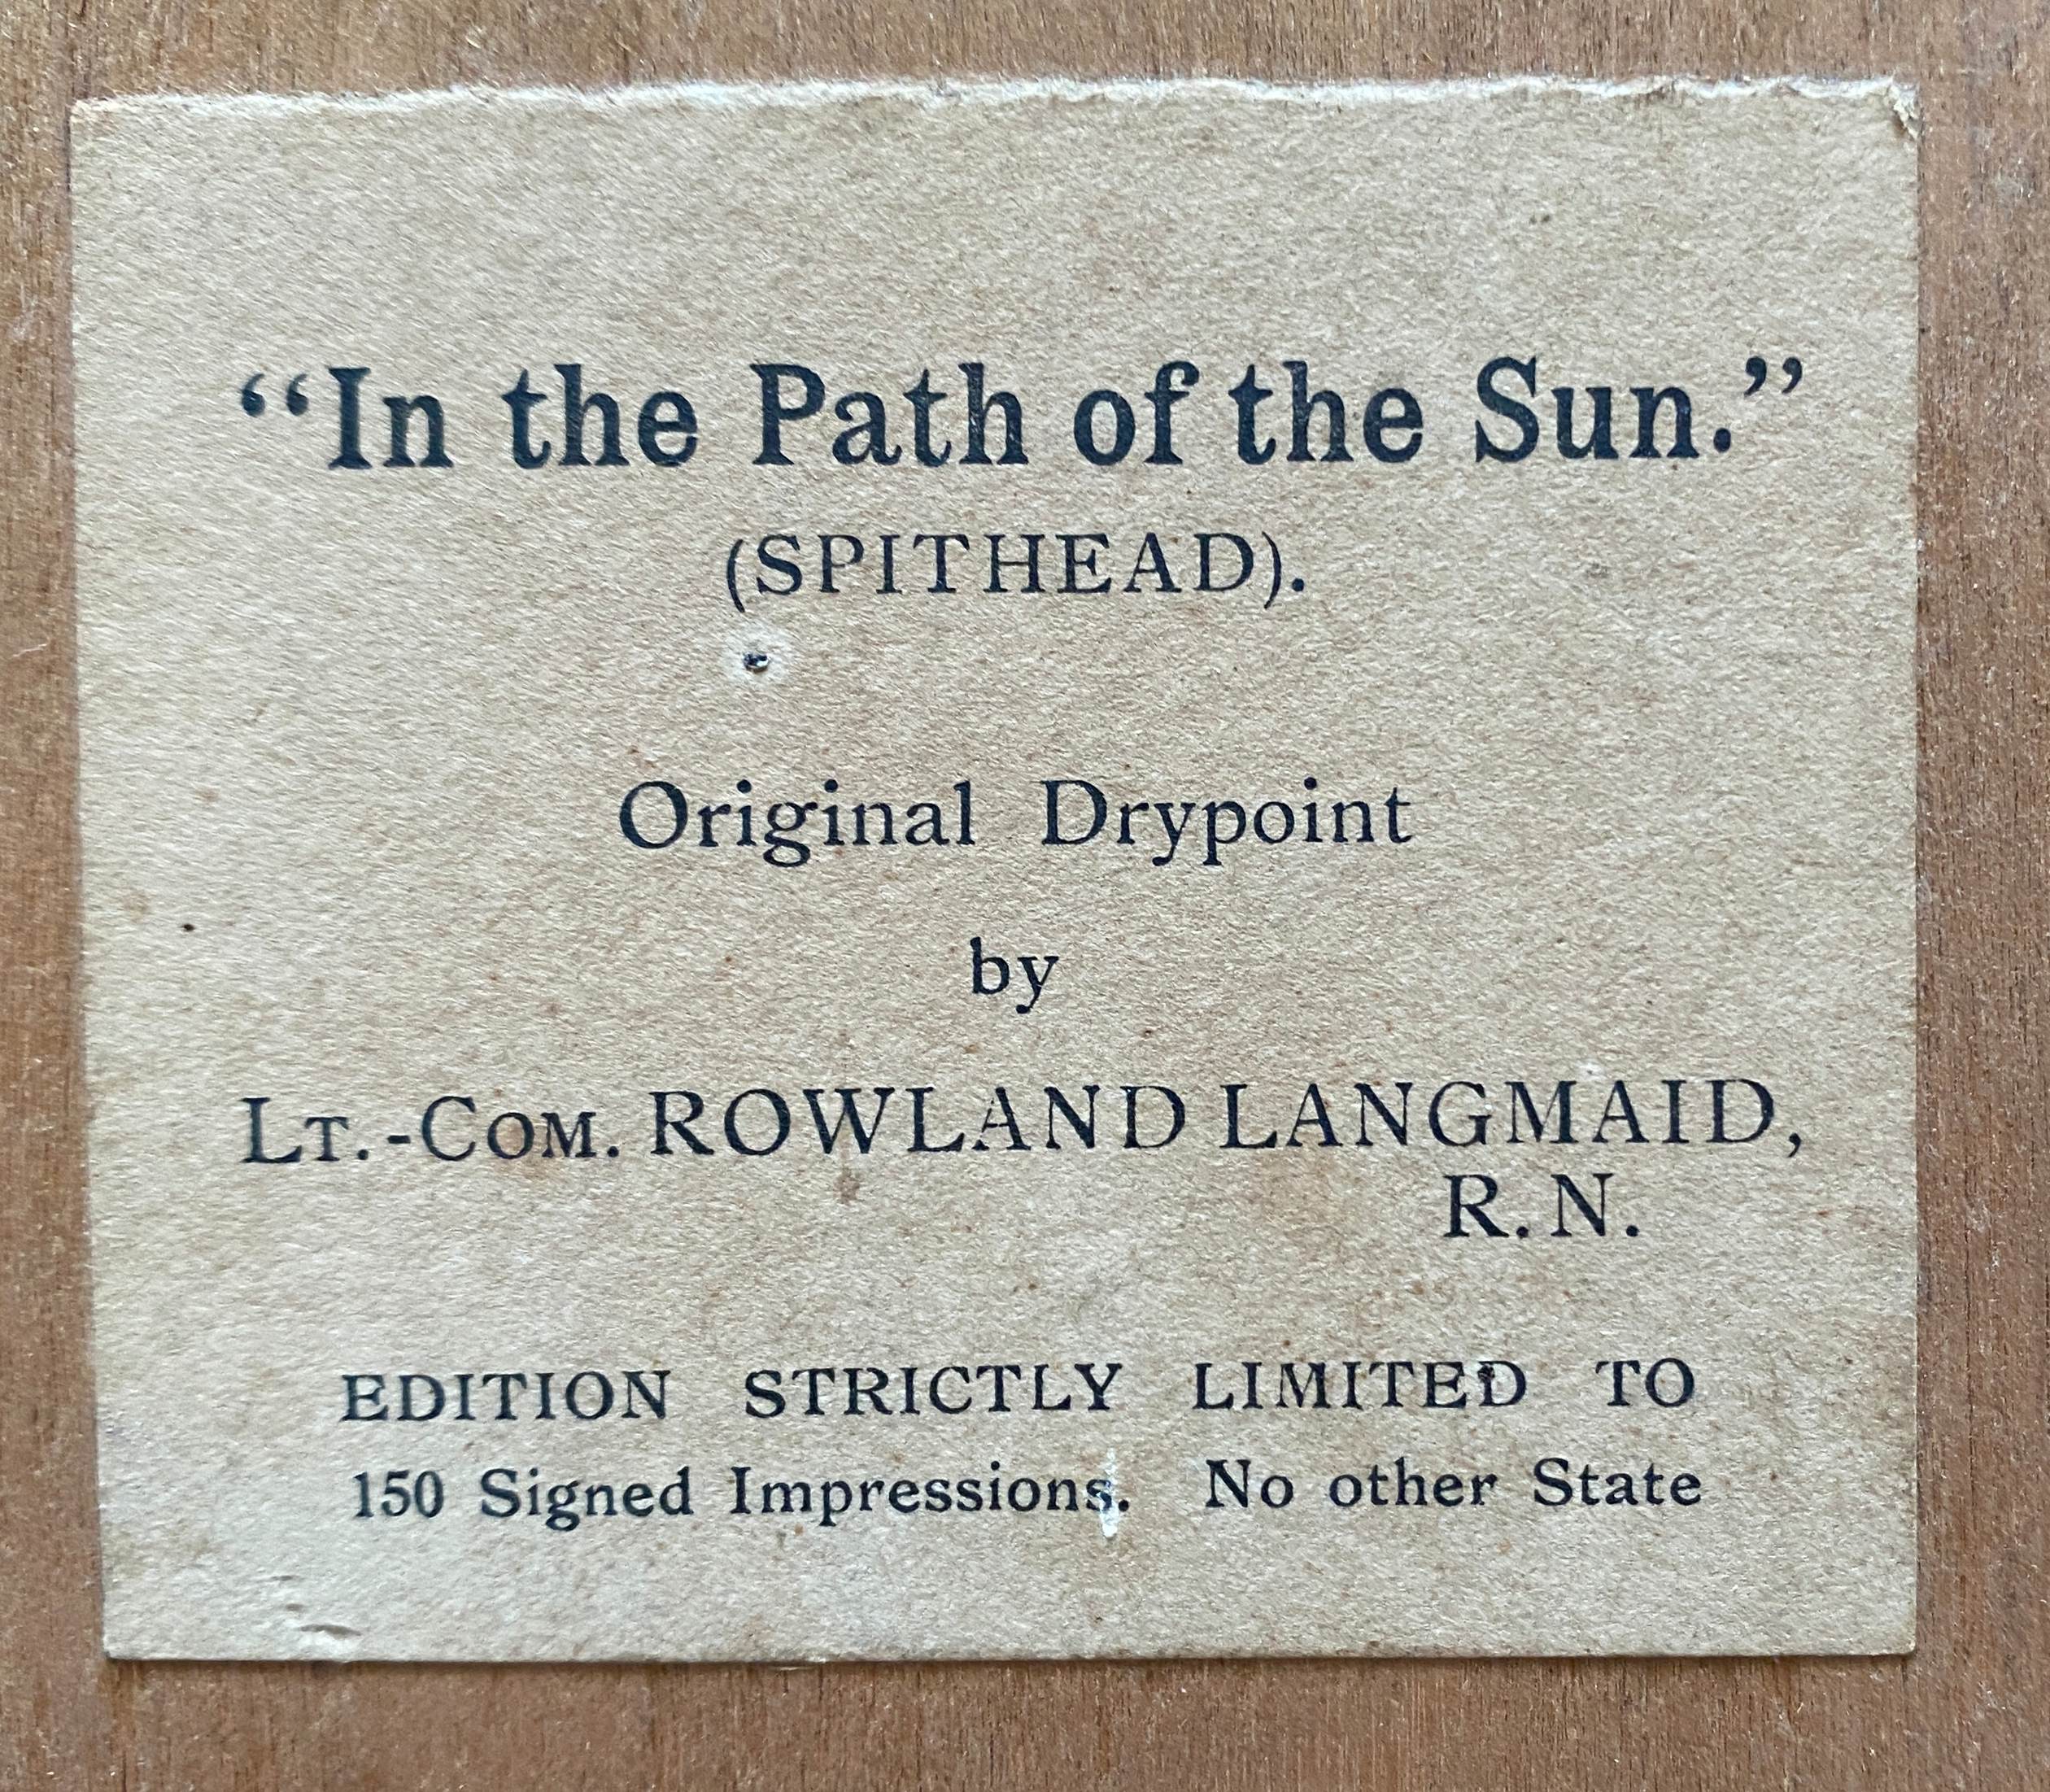 “In the Path of the Sun.”
(SPITHEAD).
Original Drypoint
by
LT.-COM. ROWLAND LANGMAID,
R. N.
EDITION STRICTLY LIMITED TO
150 Signed Impressions. No other State